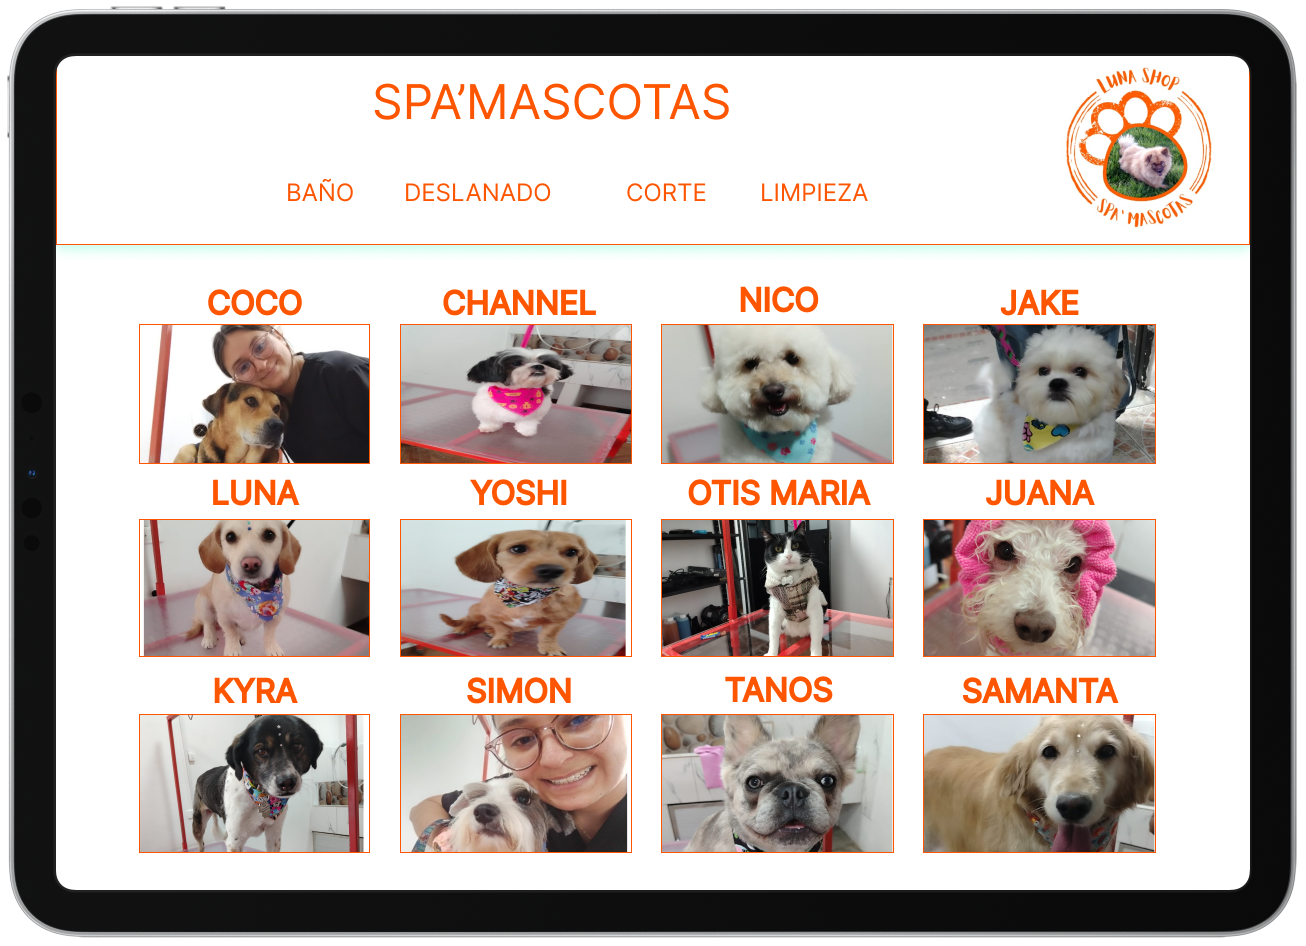 SPA’MASCOTAS
LUNA SHOP
SPA' MASCOTAS
BAÑO DESLANADO CORTE LIMPIEZA
COCO CHANNEL NICO JAKE
LUNA YOSHI OTIS MARIA JUANA
KYRA SIMON TANOS SAMANTA